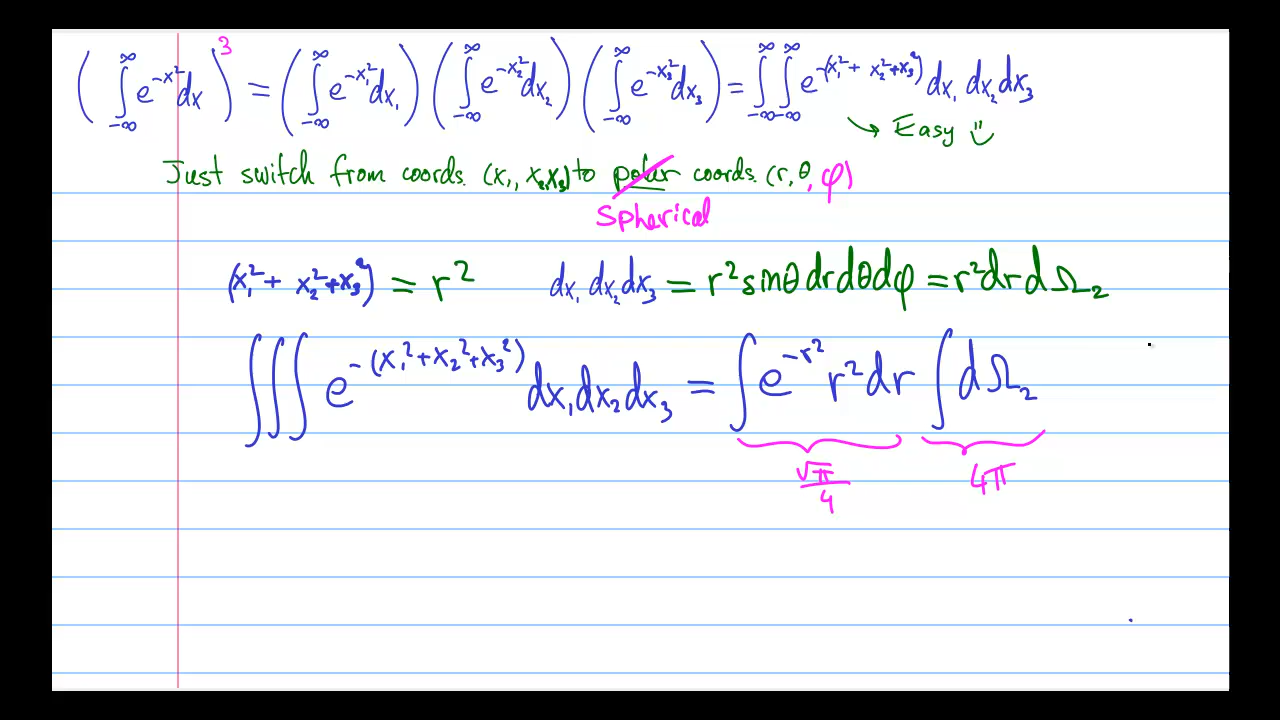 ( ∫_{-∞}^{∞} e^{-x²} dx )³ = ( ∫_{-∞}^{∞} e^{-x₁²} dx₁ ) ( ∫_{-∞}^{∞} e^{-x₂²} dx₂ ) ( ∫_{-∞}^{∞} e^{-x₃²} dx₃ ) = ∫_{-∞}^{∞} ∫_{-∞}^{∞} e^{-(x₁² + x₂² + x₃²)} dx₁ dx₂ dx₃
→ Easy
Just switch from coords. (x₁, x₂, x₃) to polar coords. (r, θ, φ)
Spherical
(x₁² + x₂² + x₃²) = r² dx₁ dx₂ dx₃ = r² sinθ dr dθ dφ = r² dr dΩ₂
∫∫∫ e^{-(x₁² + x₂² + x₃²)} dx₁ dx₂ dx₃ = ∫ e^{-r²} r² dr ∫ dΩ₂
√π/4 4π